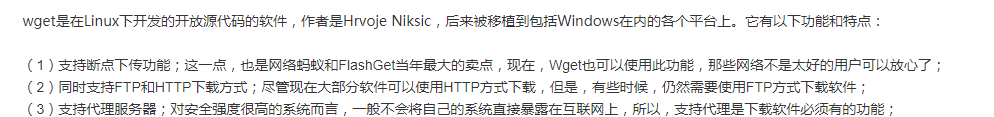 wget是在Linux下开发的开放源代码的软件，作者是Hrvoje Niksic，后来被移植到包括Windows在内的各个平台上。它有以下功能和特点：
（1）支持断点下传功能；这一点，也是网络蚂蚁和FlashGet当年最大的卖点，现在，Wget也可以使用此功能，那些网络不是太好的用户可以放心了；
（2）同时支持FTP和HTTP下载方式；尽管现在大部分软件可以使用HTTP方式下载，但是，有些时候，仍然需要使用FTP方式下载软件；
（3）支持代理服务器；对安全强度很高的系统而言，一般不会将自己的系统直接暴露在互联网上，所以，支持代理是下载软件必须有的功能；